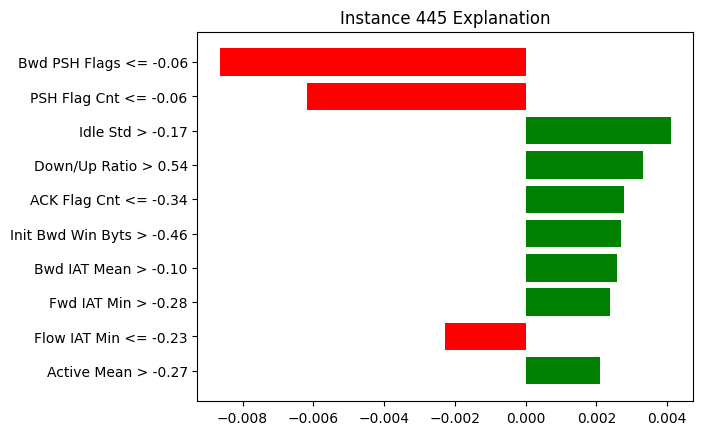 Instance 445 Explanation
Bwd PSH Flags <= -0.06
PSH Flag Cnt <= -0.06
Idle Std > -0.17
Down/Up Ratio > 0.54
ACK Flag Cnt <= -0.34
Init Bwd Win Byts > -0.46
Bwd IAT Mean > -0.10
Fwd IAT Min > -0.28
Flow IAT Min <= -0.23
Active Mean > -0.27
−0.008 −0.006 −0.004 −0.002 0.000 0.002 0.004